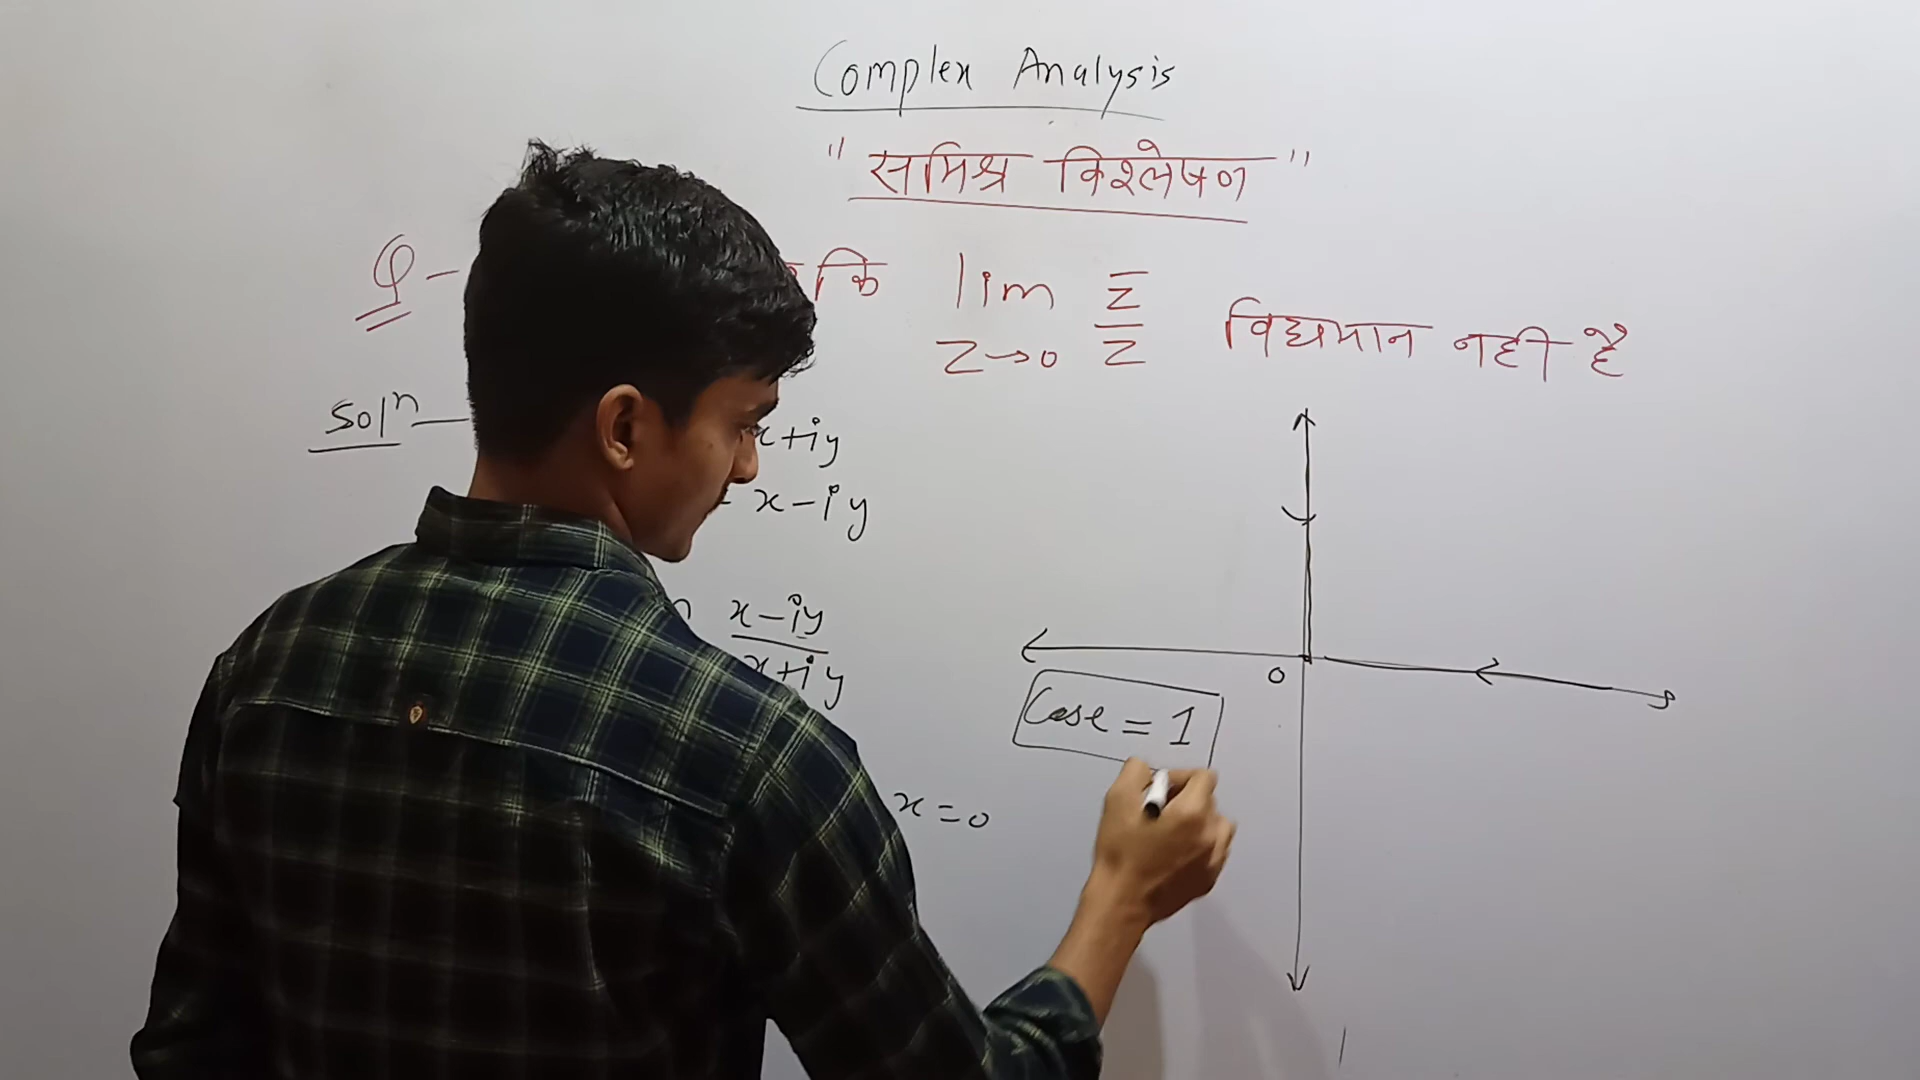 Complex Analysis
"समिश्र विश्लेषण"
Q- कि lim z→0 z̅/z विद्यमान नही है
Solⁿ— x+iy
x-iy
x-iy
x+iy
0
Case = 1
x=0